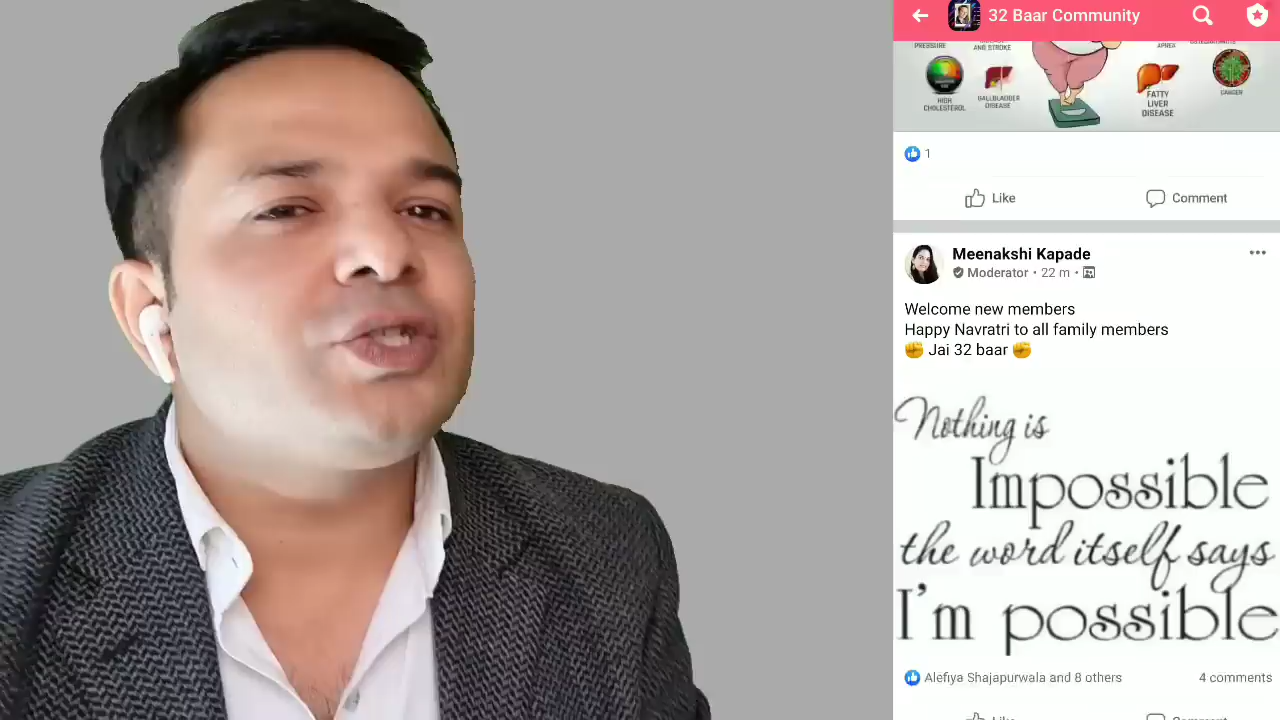 32 Baar Community
PRESSURE
AND STROKE
APNEA
HIGH
CHOLESTEROL
GALLBLADDER
DISEASE
FATTY
LIVER
DISEASE
CANCER
1
Like
Comment
Meenakshi Kapade
Moderator · 22 m ·
Welcome new members
Happy Navratri to all family members
✊ Jai 32 baar ✊
Nothing is
Impossible
the word itself says
I'm possible
Alefiya Shajapurwala and 8 others
4 comments
Like
Comment